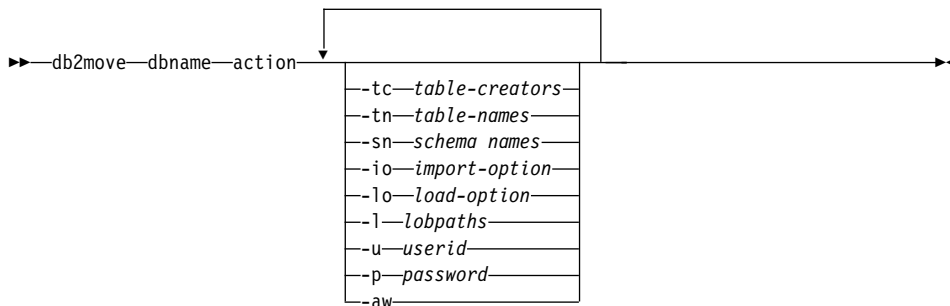 db2move dbname action
-tc table-creators
-tn table-names
-sn schema names
-io import-option
-lo load-option
-l lobpaths
-u userid
-p password
-aw